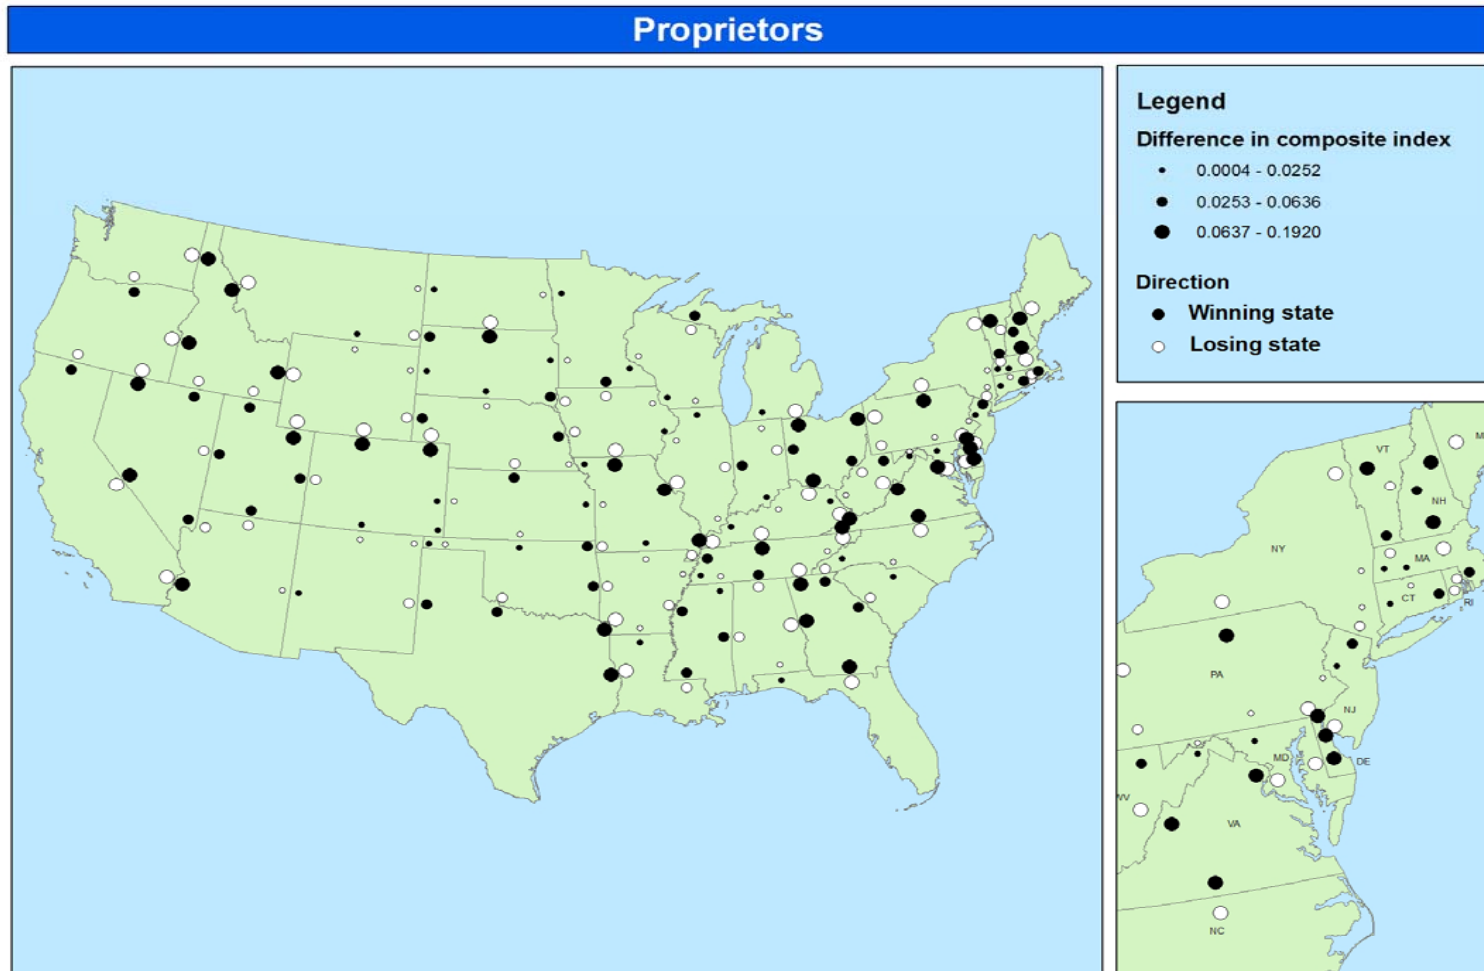 Proprietors
Legend
Difference in composite index
0.0004 - 0.0252
0.0253 - 0.0636
0.0637 - 0.1920
Direction
Winning state
Losing state
VT
NH
NY
MA
CT
RI
PA
NJ
MD
DE
WV
VA
NC